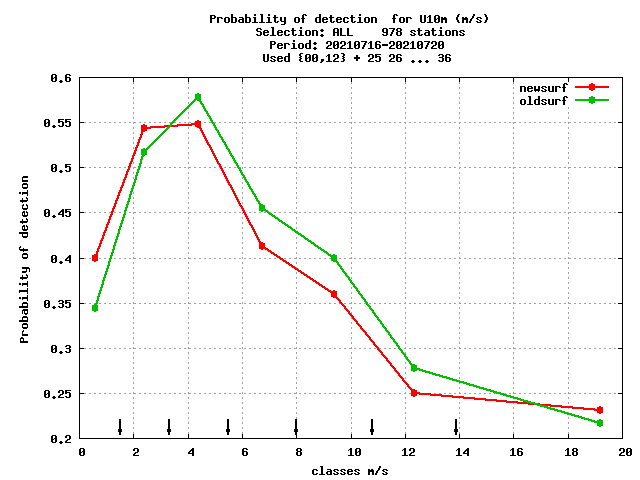 Probability of detection  for U10m (m/s)
Selection: ALL    978 stations
Period: 20210716-20210720
Used {00,12} + 25 26 ... 36
newsurf
oldsurf
0.6
0.55
0.5
0.45
0.4
0.35
0.3
0.25
0.2
Probability of detection
0 2 4 6 8 10 12 14 16 18 20
classes m/s